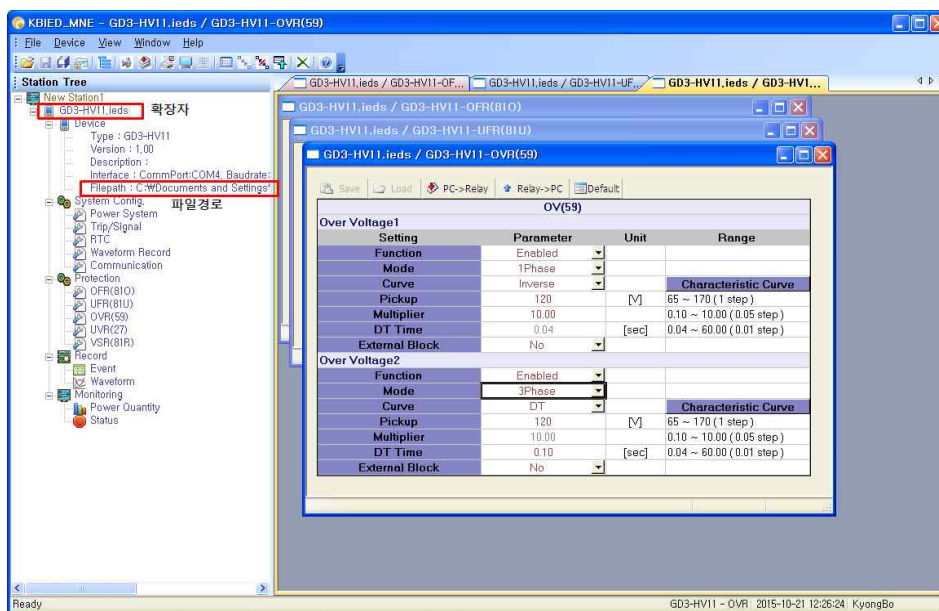 KBIED_MNE - GD3-HV11.ieds / GD3-HV11-OVR(59)
File Device View Window Help
Station Tree
GD3-HV11.ieds / GD3-HV11-OF... GD3-HV11.ieds / GD3-HV11-UF... GD3-HV11.ieds / GD3-HV1...
New Station1
GD3-HV11.ieds 확장자
Device
Type : GD3-HV11
Version : 1.00
Description :
Interface : CommPort:COM4, Baudrate:
Filepath : C:₩Documents and Settings
System Config. 파일경로
Power System
Trip/Signal
RTC
Waveform Record
Communication
Protection
OFR(81O)
UFR(81U)
OVR(59)
UVR(27)
VSR(81R)
Record
Event
Waveform
Monitoring
Power Quantity
Status
GD3-HV11.ieds / GD3-HV11-OFR(81O)
GD3-HV11.ieds / GD3-HV11-UFR(81U)
GD3-HV11.ieds / GD3-HV11-OVR(59)
Save Load PC->Relay Relay->PC Default
OV(59)
Over Voltage1
Setting Parameter Unit Range
Function Enabled
Mode 1Phase
Curve Inverse Characteristic Curve
Pickup 120 [V] 65 ~ 170 ( 1 step )
Multiplier 10.00 0.10 ~ 10.00 ( 0.05 step )
DT Time 0.04 [sec] 0.04 ~ 60.00 ( 0.01 step )
External Block No
Over Voltage2
Function Enabled
Mode 3Phase
Curve DT Characteristic Curve
Pickup 120 [V] 65 ~ 170 ( 1 step )
Multiplier 10.00 0.10 ~ 10.00 ( 0.05 step )
DT Time 0.10 [sec] 0.04 ~ 60.00 ( 0.01 step )
External Block No
Ready GD3-HV11 - OVR 2015-10-21 12:26:24 KyongBo